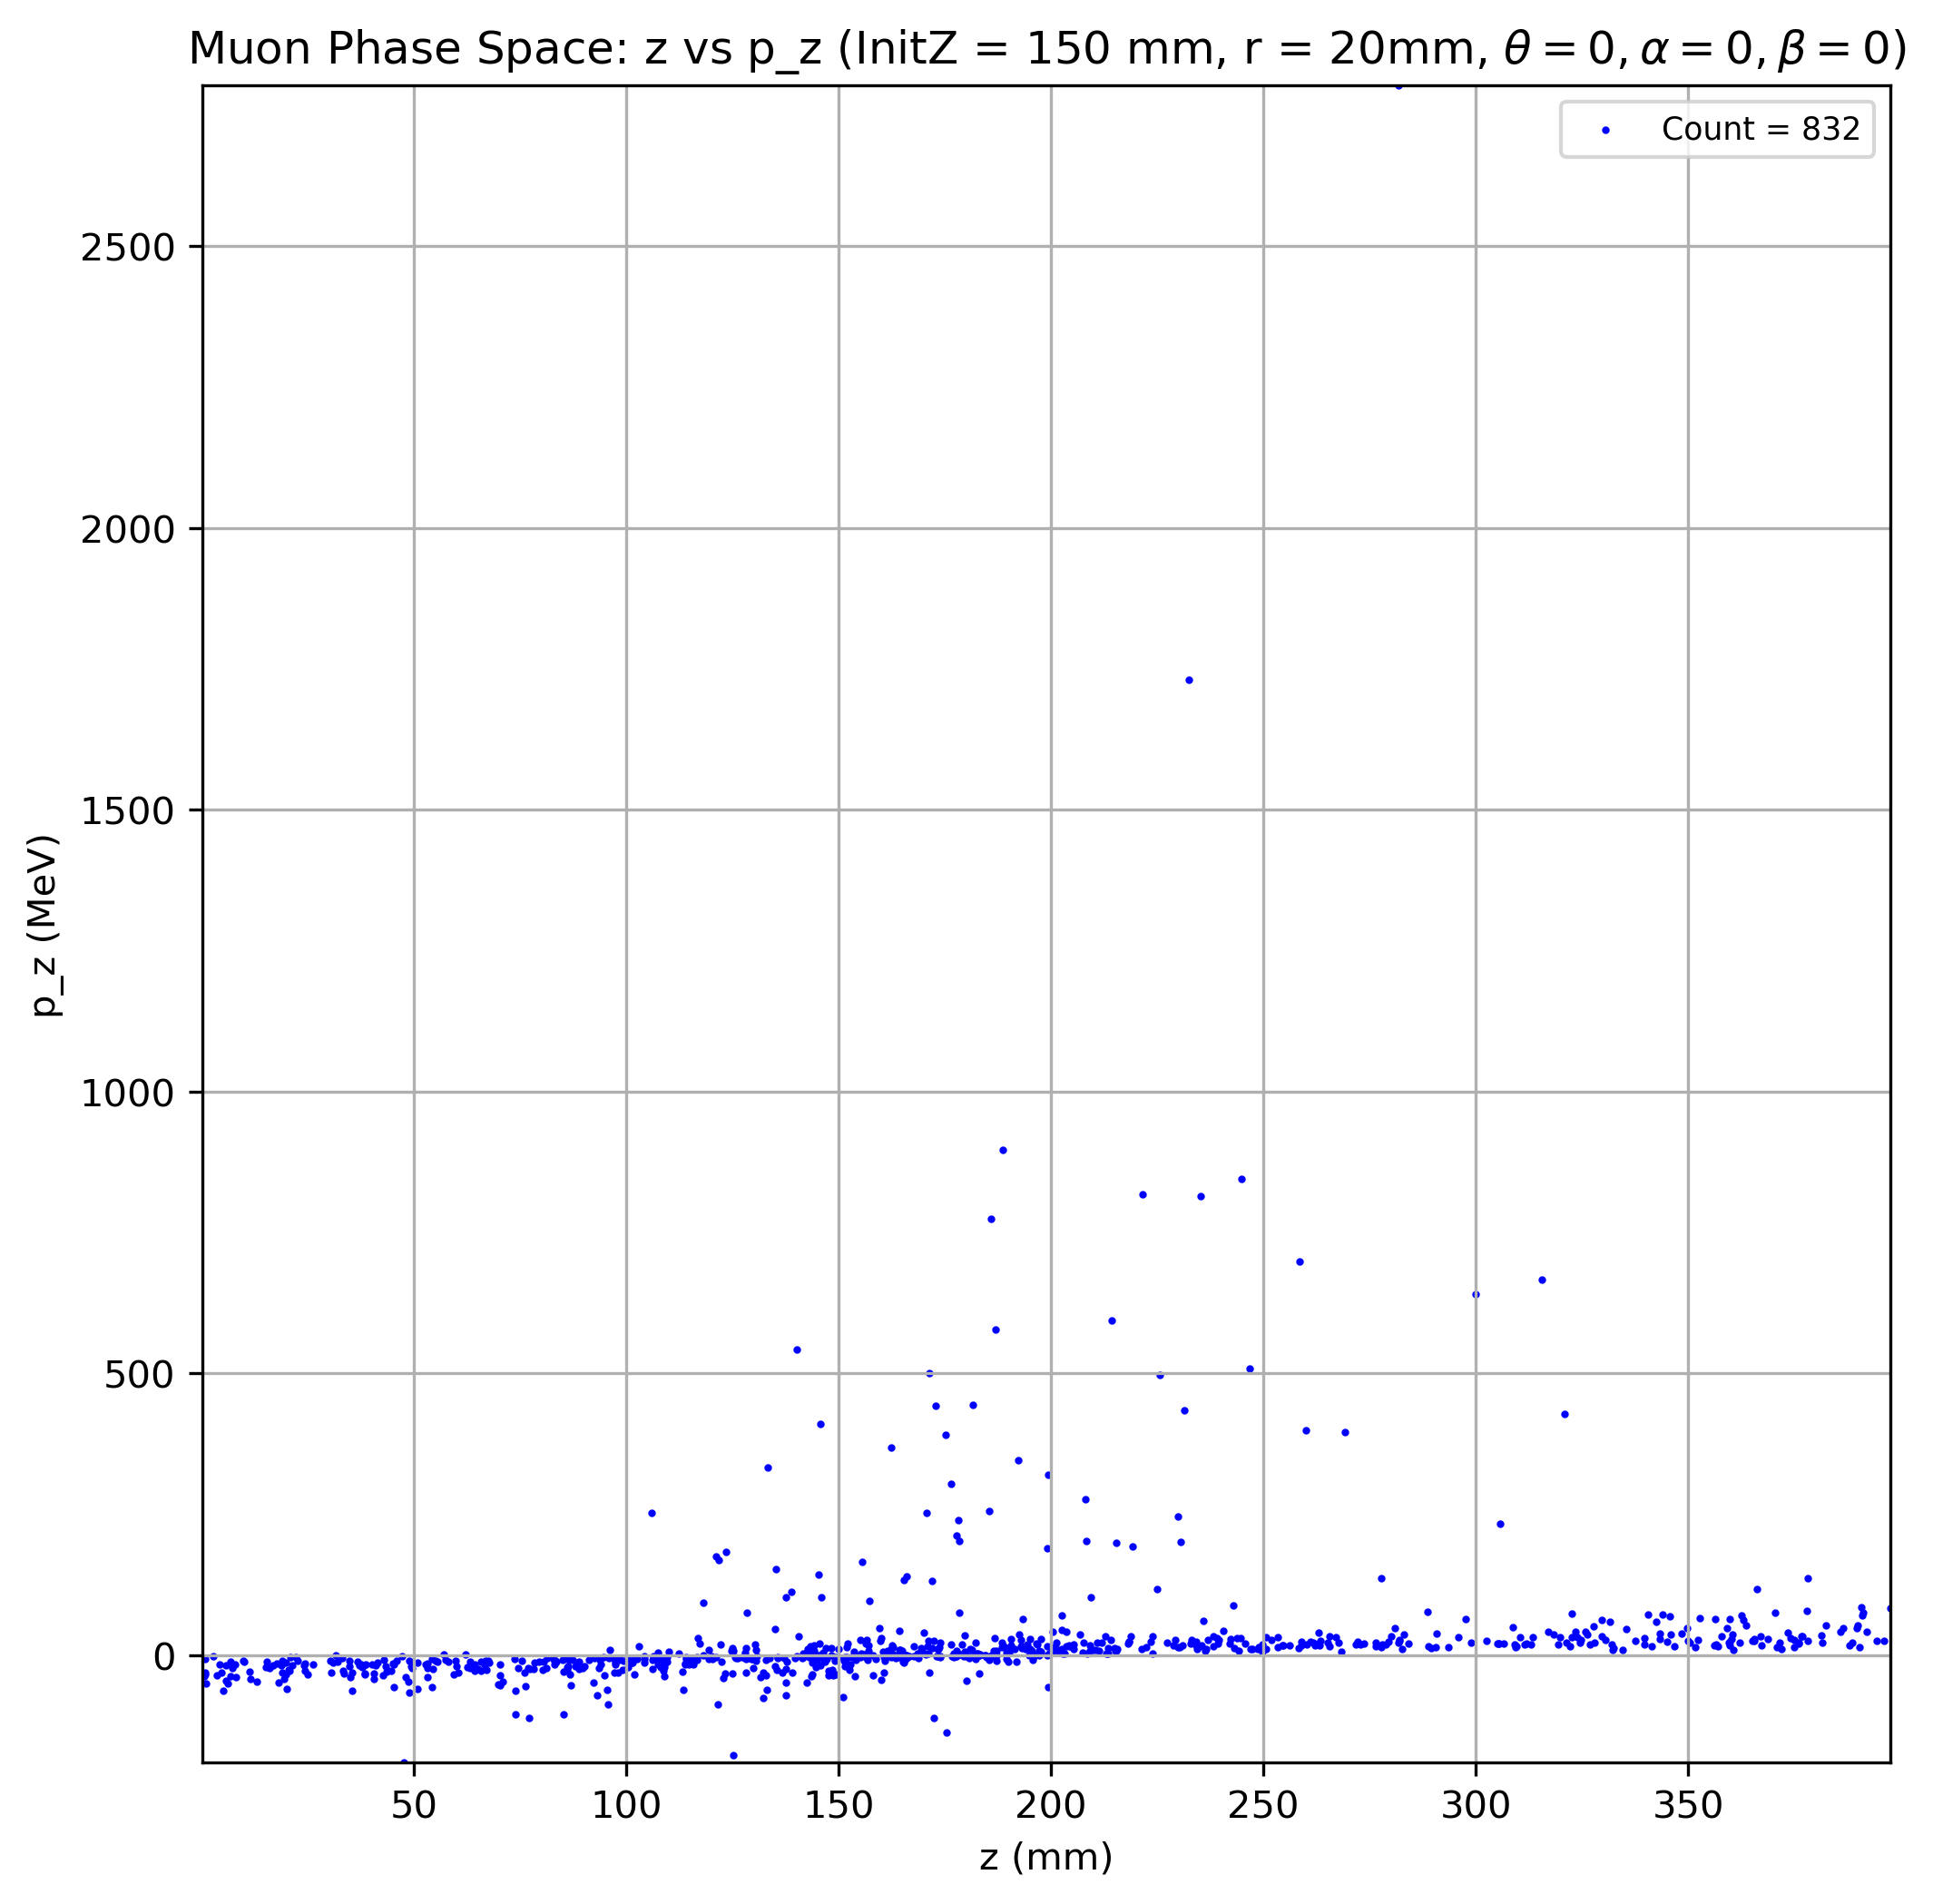 Muon Phase Space: z vs p_z (InitZ = 150 mm, r = 20mm, θ = 0, α = 0, β = 0)
Count = 832
2500
2000
1500
1000
500
0
p_z (MeV)
50 100 150 200 250 300 350
z (mm)